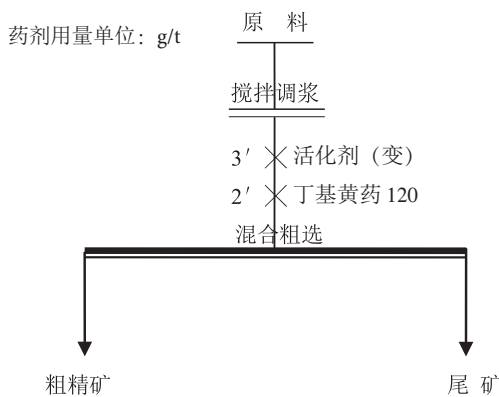 原 料
药剂用量单位：g/t
搅拌调浆
3′ 活化剂（变）
2′ 丁基黄药 120
混合粗选
粗精矿 尾 矿